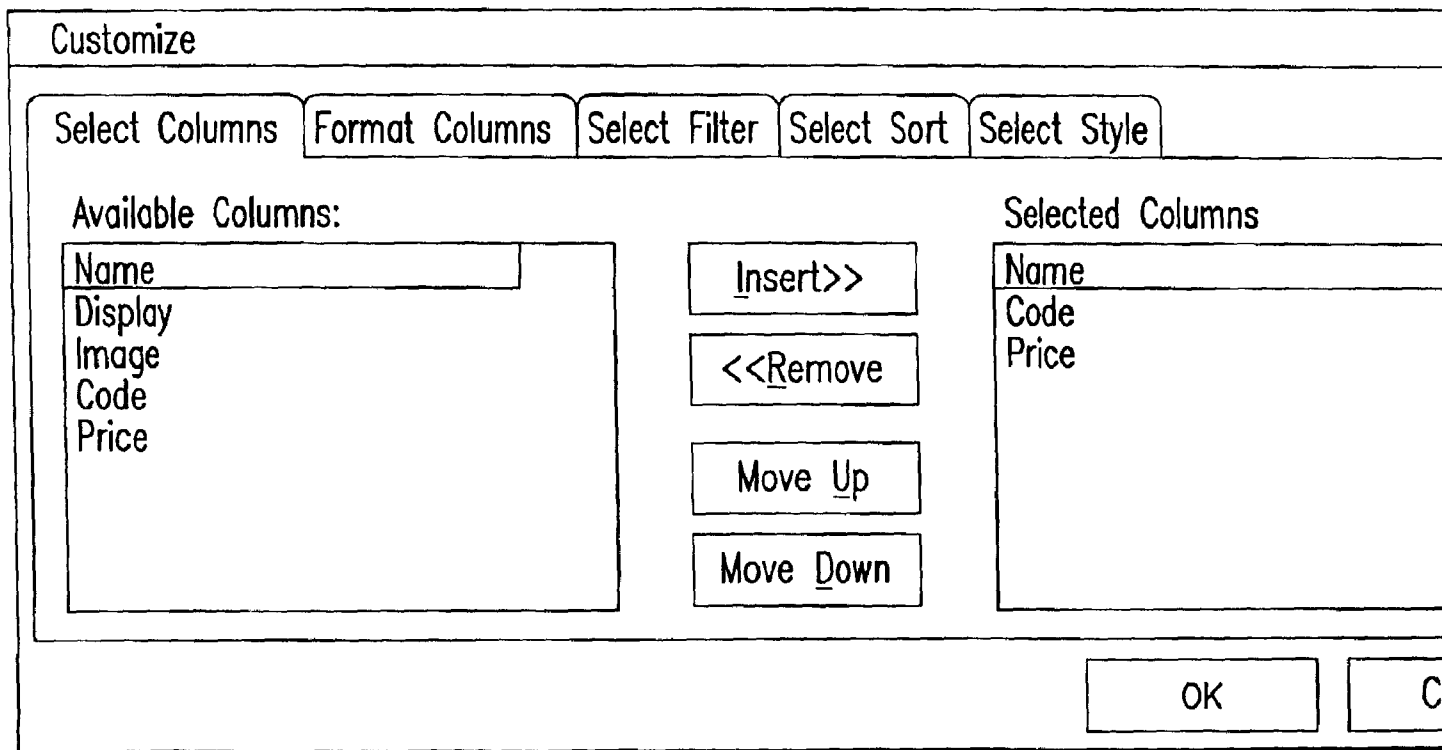 Customize
Select Columns Format Columns Select Filter Select Sort Select Style
Available Columns:
Name
Display
Image
Code
Price
Insert>>
<<Remove
Move Up
Move Down
Selected Columns
Name
Code
Price
OK
C